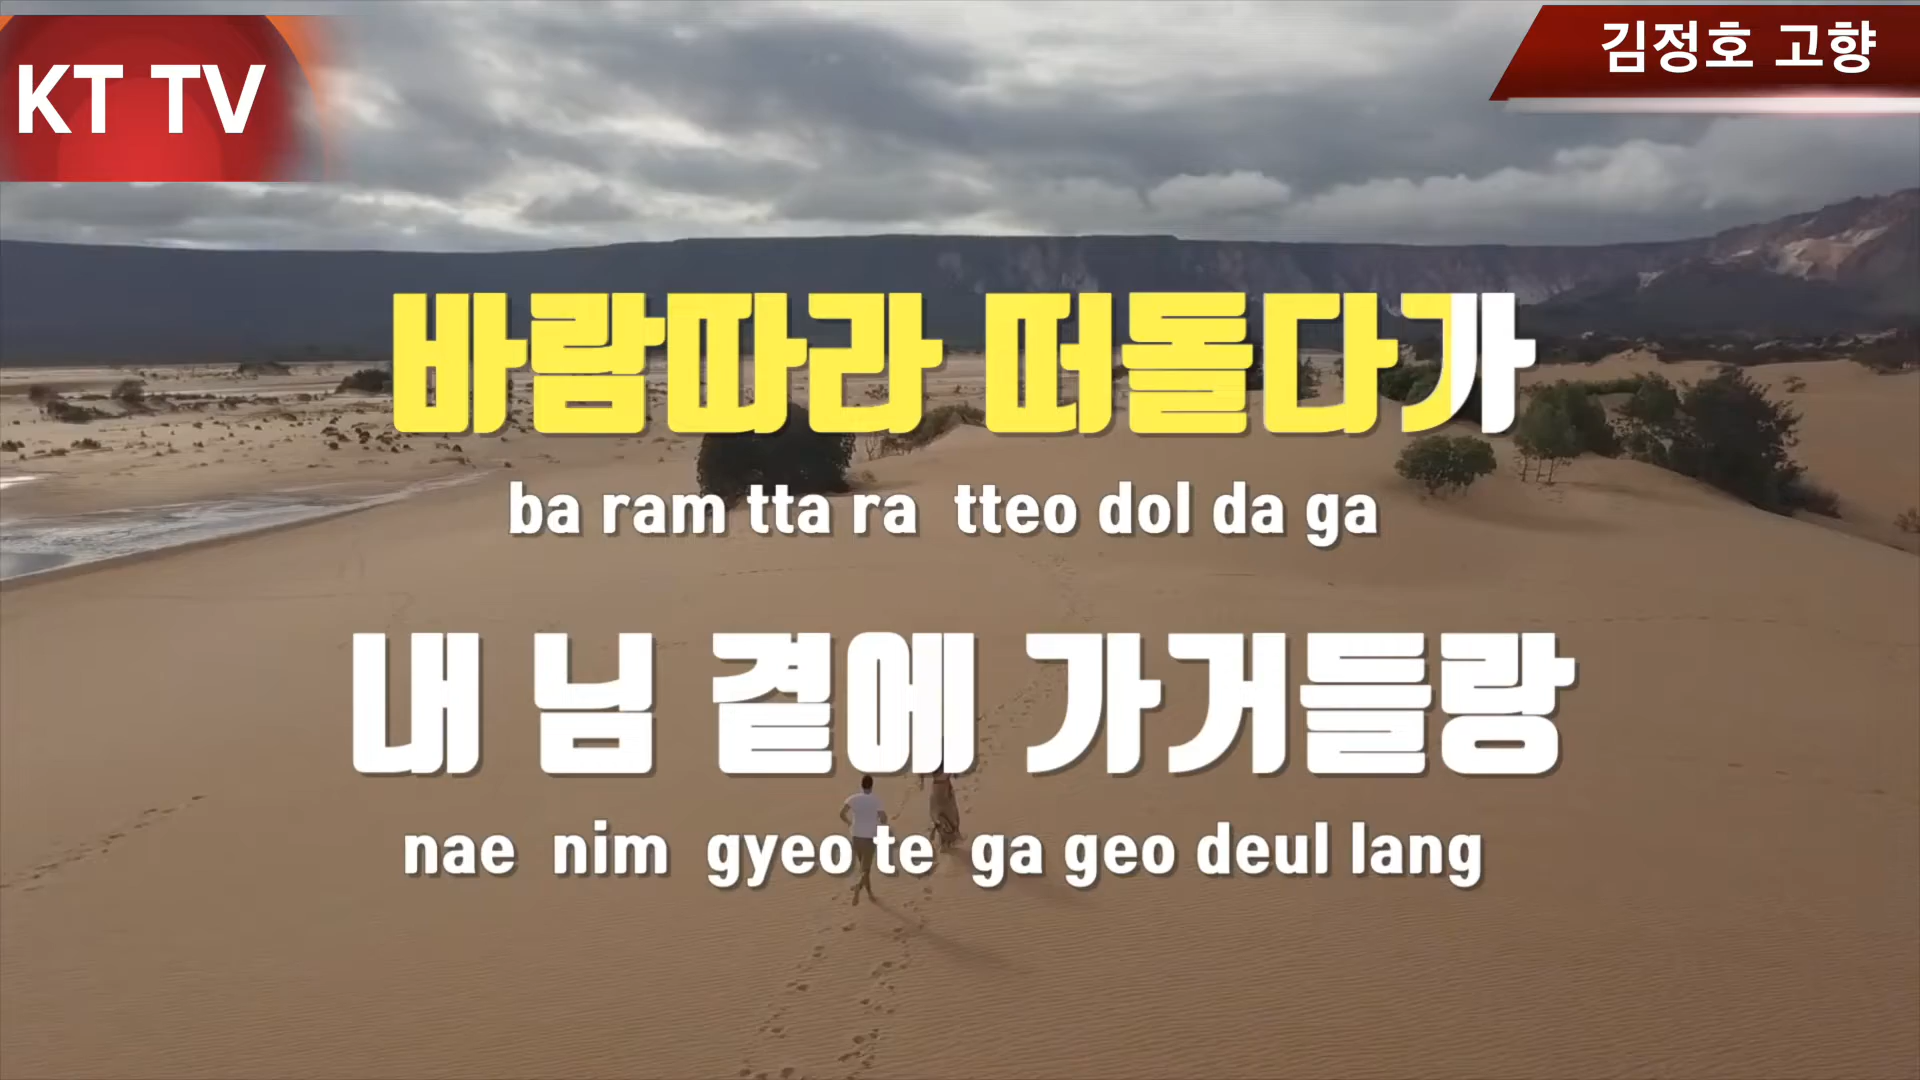 KT TV
김정호 고향
바람따라 떠돌다가
ba ram tta ra tteo dol da ga
내 님 곁에 가거들랑
nae nim gyeo te ga geo deul lang